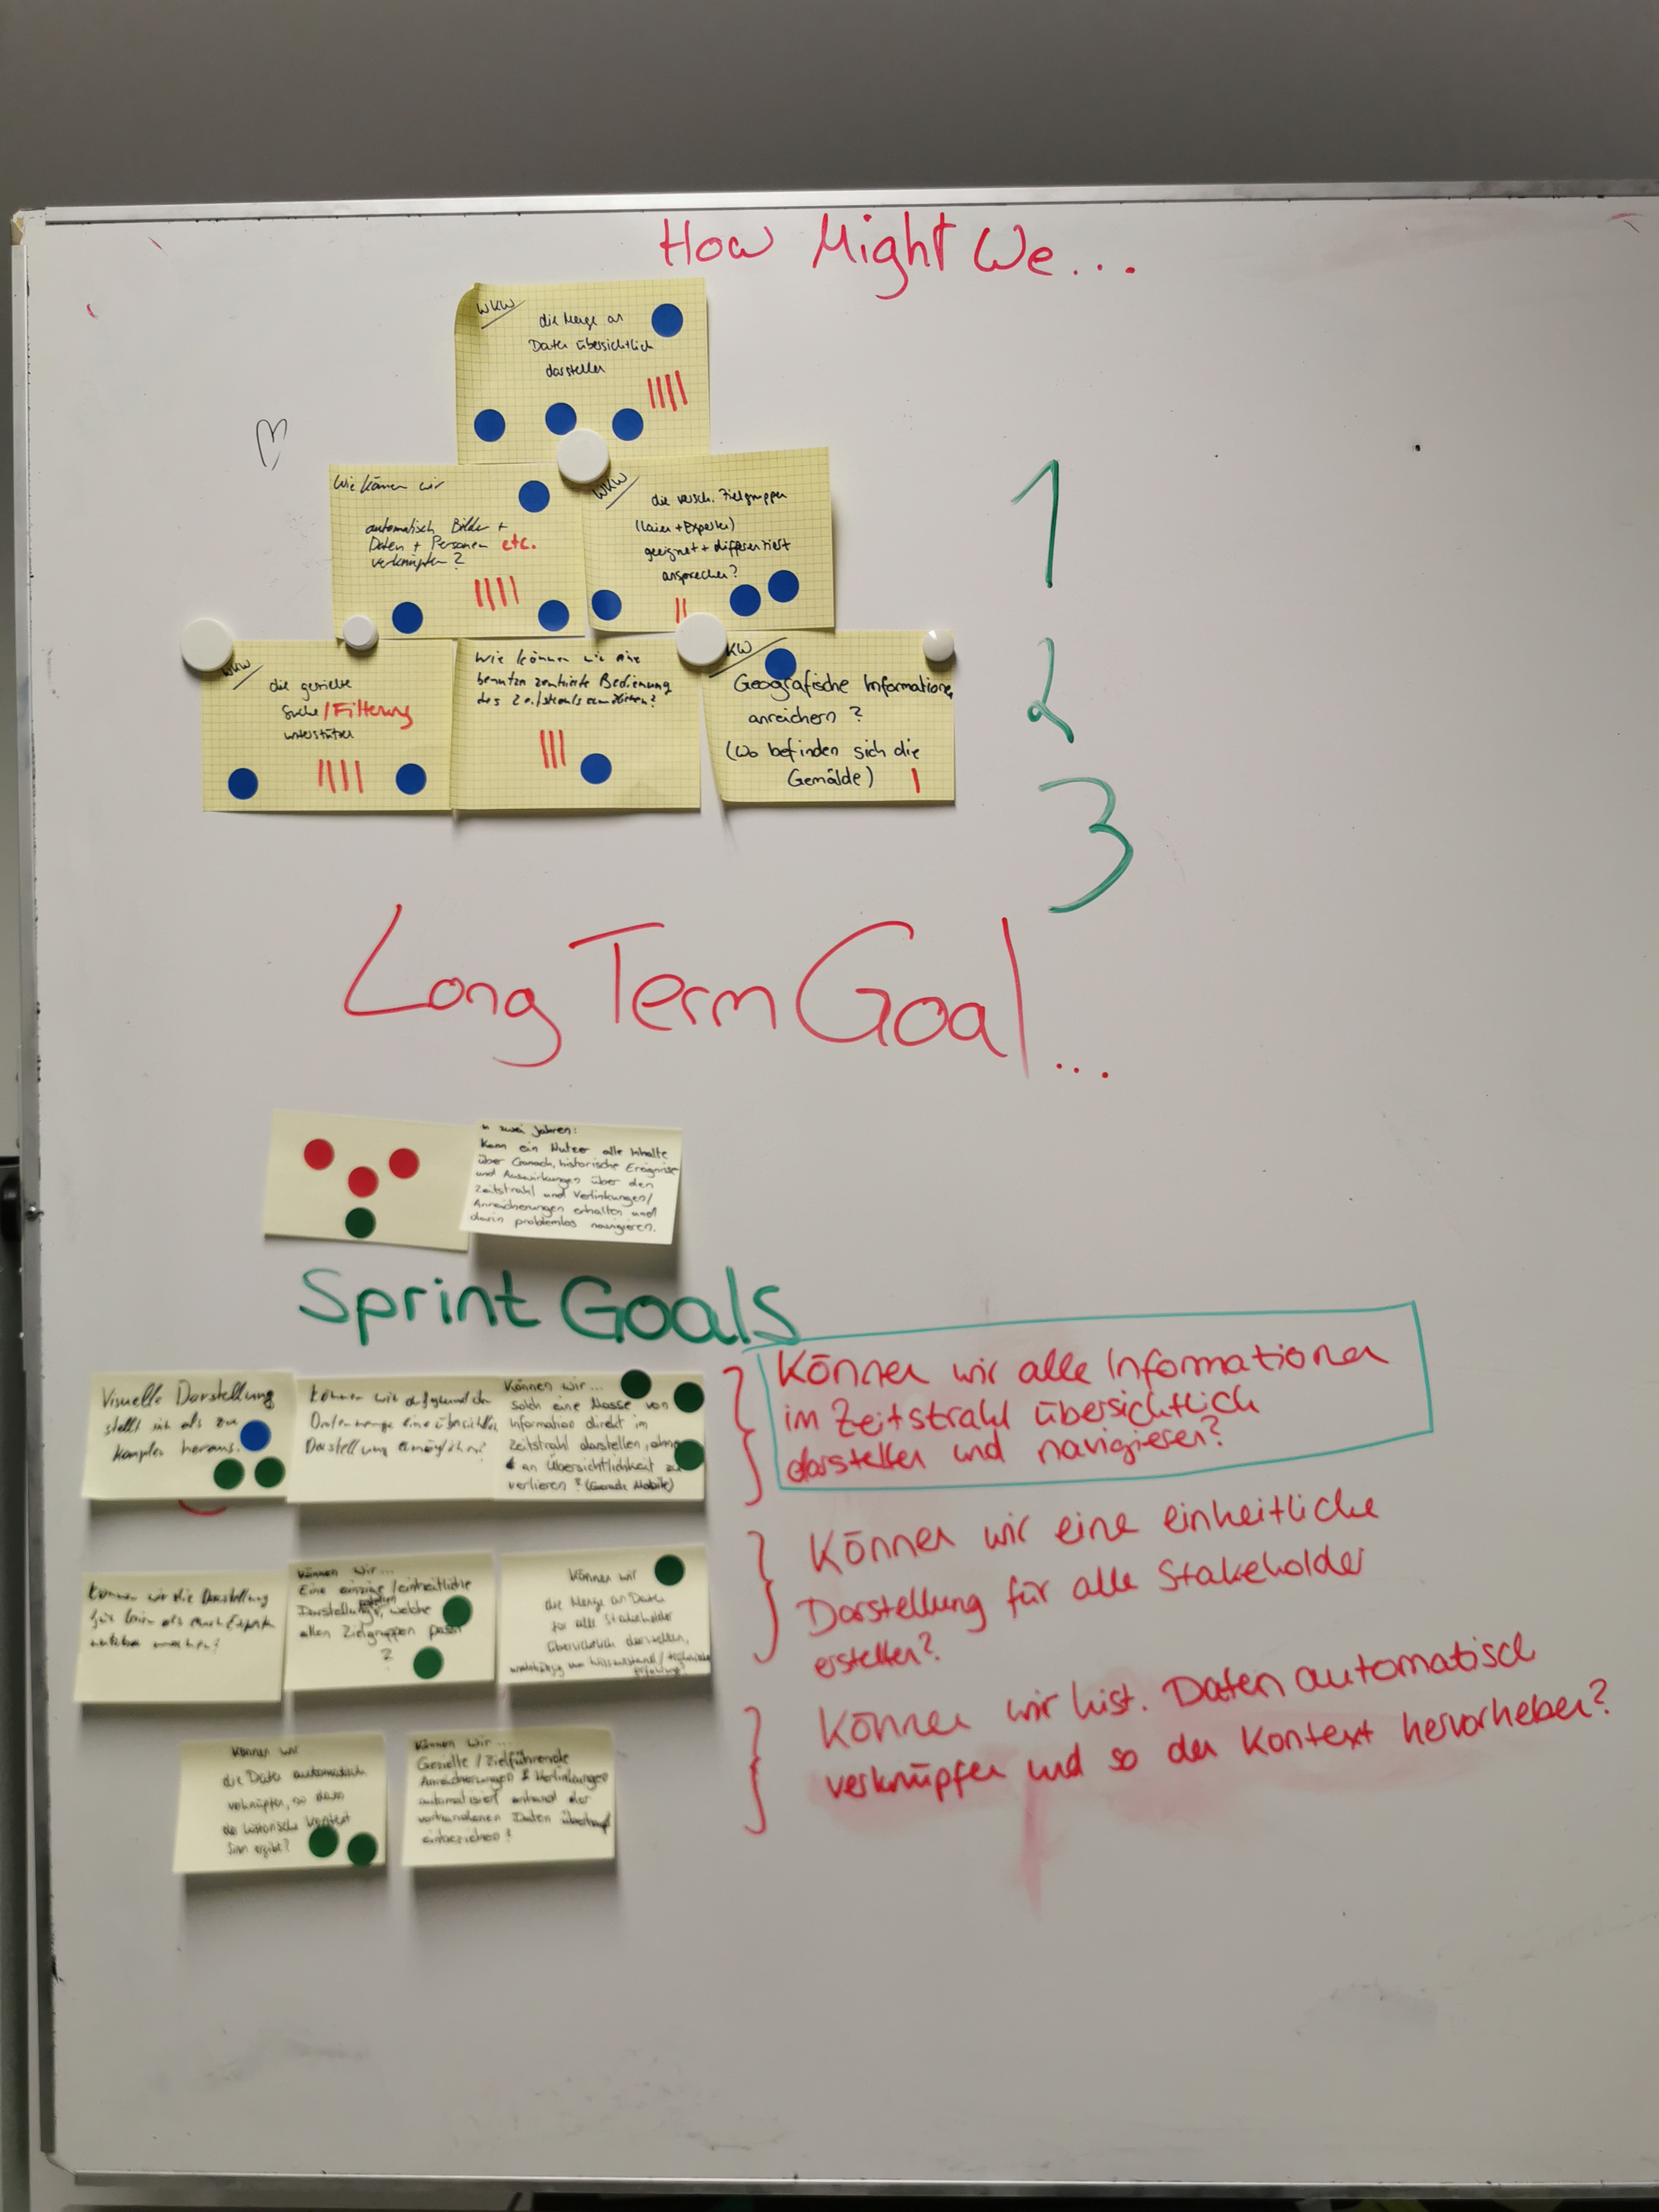 How Might We...
WKW
die Menge an
Daten übersichtlich
darstellen
Wie können wir
automatisch Bilder +
Daten + Personen etc.
verknüpfen?
WKW
die versch. Zielgruppen
(Laien + Experten)
geeignet + differenziert
ansprechen?
1
WKW
die gezielte
Suche/Filterung
unterstützen
Wie können wir eine
benutzerzentrierte Bedienung
des Zeitstrahls
KW
Geografische Informationen
anreichern?
(Wo befinden sich die
Gemälde)
2
3
Long Term Goal...
In zwei Jahren:
Kann ein Nutzer alle Inhalte
über Cranach, historische Ereignisse
und Auswirkungen über den
Zeitstrahl und Verlinkungen/
Anreicherungen erhalten und
darin problemlos navigieren.
Sprint Goals
Visuelle Darstellung
stellt sich als zu
komplex heraus.
Können wir aufgrund der
Datenmenge eine übersichtliche
Darstellung ermöglichen?
Können wir...
solch eine Masse von
Information direkt im
Zeitstrahl darstellen, ohne
an Übersichtlichkeit zu
verlieren? (Gerade Mobile)
Können wir alle Informationen
im Zeitstrahl übersichtlich
darstellen und navigieren?
Können wir die Darstellung
für Laien als auch Experten
nutzbar machen?
Können wir...
Eine einzige/einheitliche
Darstellung, welche
allen Zielgruppen passt
?
Können wir
die Menge an Daten
für alle Stakeholder
übersichtlich darstellen,
unabhängig von Wissensstand/
Können wir eine einheitliche
Darstellung für alle Stakeholder
erstellen?
Können wir
die Daten automatisch
verknüpfen, so dass
der historische Kontext
Sinn ergibt?
Können wir...
Gezielte/Zielführende
Anreicherungen & Verlinkungen
automatisiert anhand der
vorhandenen Daten überhaupt
einbeziehen?
Können wir hist. Daten automatisch
verknüpfen und so den Kontext hervorheben?